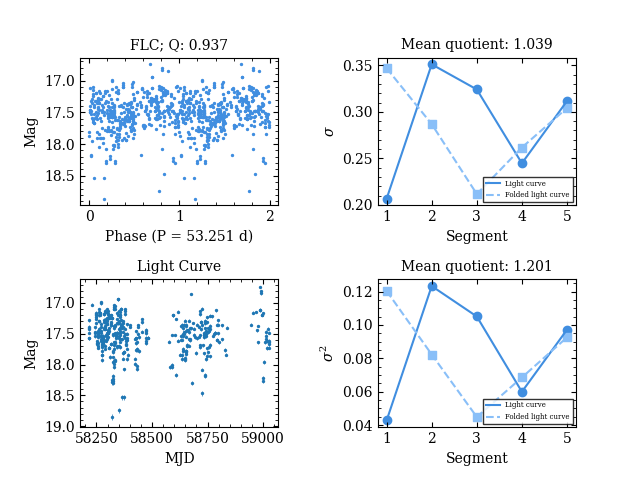 FLC; Q: 0.937
Mag
17.0
17.5
18.0
18.5
0
1
2
Phase (P = 53.251 d)
Mean quotient: 1.039
σ
0.35
0.30
0.25
0.20
1
2
3
4
5
Light curve
Folded light curve
Segment
Light Curve
Mag
17.0
17.5
18.0
18.5
19.0
58250
58500
58750
59000
MJD
Mean quotient: 1.201
σ²
0.12
0.10
0.08
0.06
0.04
1
2
3
4
5
Light curve
Folded light curve
Segment